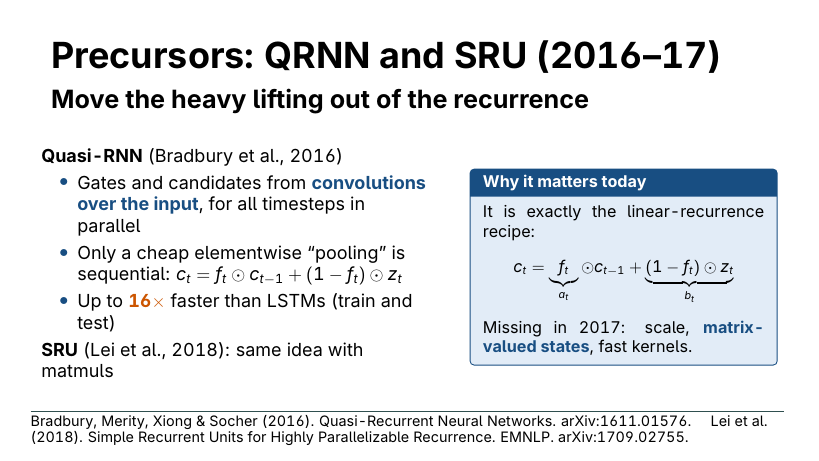 Precursors: QRNN and SRU (2016–17)
Move the heavy lifting out of the recurrence
Quasi-RNN (Bradbury et al., 2016)
• Gates and candidates from convolutions
over the input, for all timesteps in
parallel
• Only a cheap elementwise “pooling” is
sequential: c_t = f_t ⊙ c_{t−1} + (1 − f_t) ⊙ z_t
• Up to 16× faster than LSTMs (train and
test)
SRU (Lei et al., 2018): same idea with
matmuls
Why it matters today
It is exactly the linear-recurrence
recipe:
c_t = f_t ⊙c_{t−1} + (1 − f_t) ⊙ z_t
a_t b_t
Missing in 2017: scale, matrix-
valued states, fast kernels.
Bradbury, Merity, Xiong & Socher (2016). Quasi-Recurrent Neural Networks. arXiv:1611.01576. Lei et al.
(2018). Simple Recurrent Units for Highly Parallelizable Recurrence. EMNLP. arXiv:1709.02755.